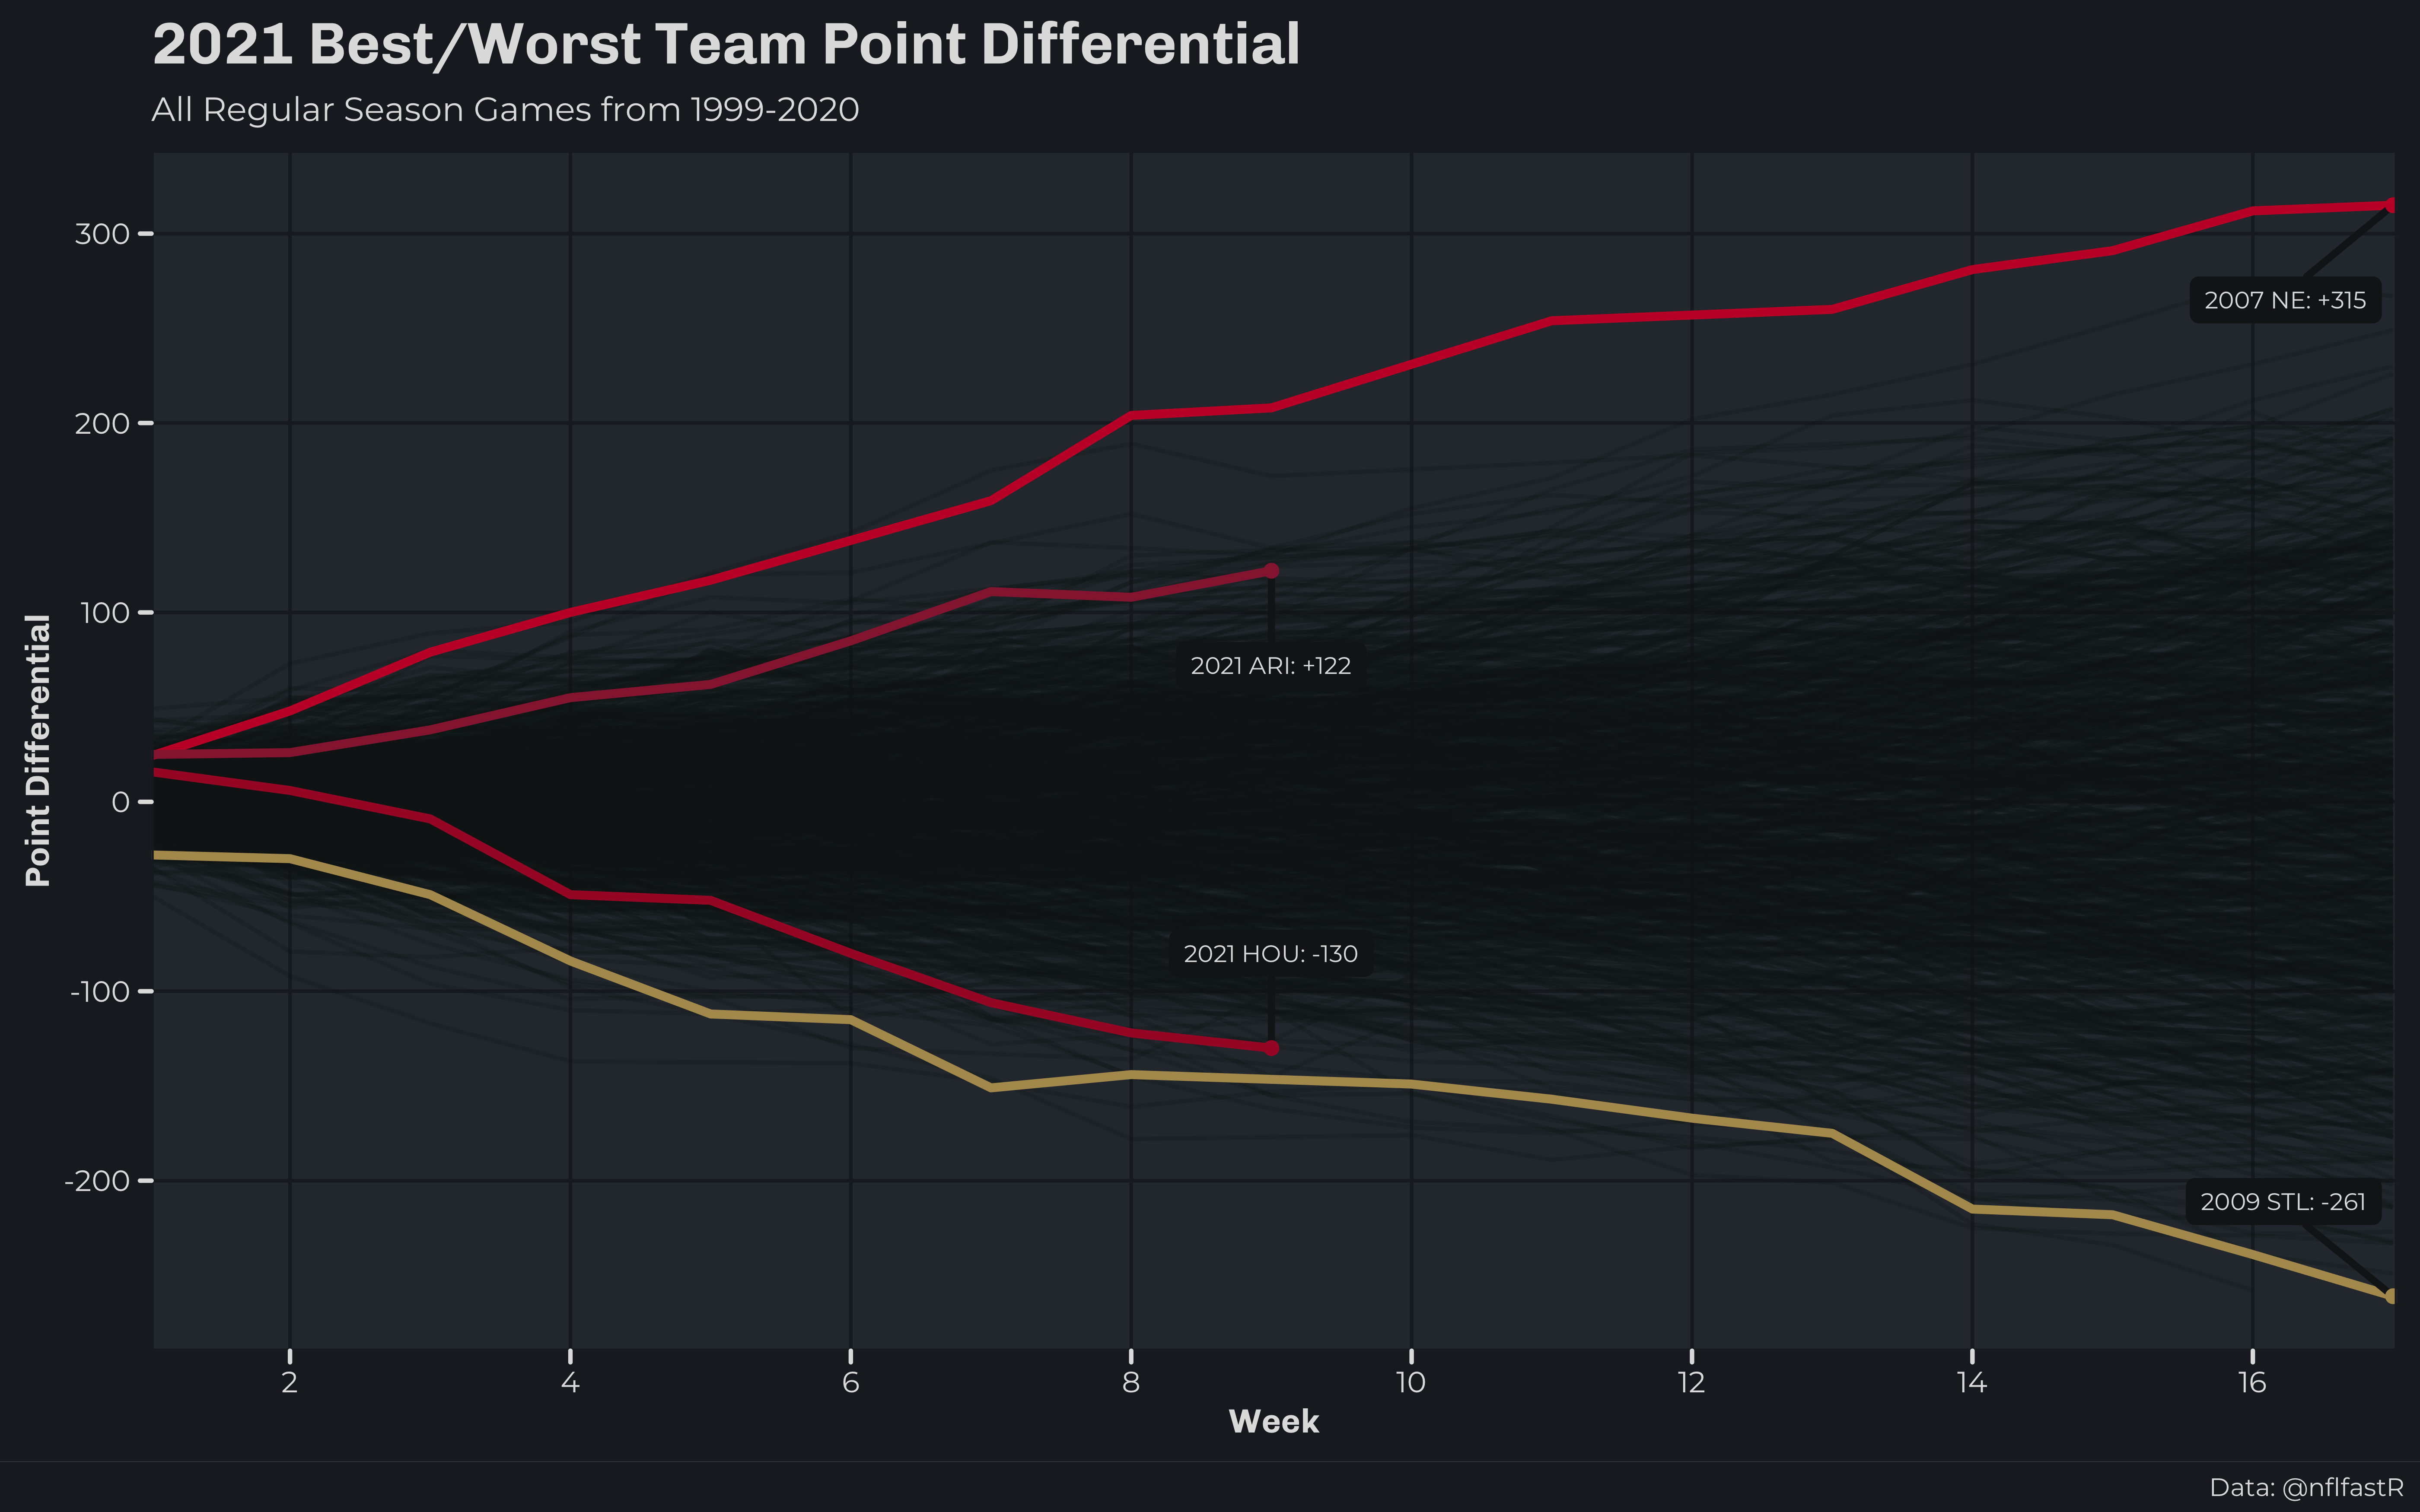 2021 Best/Worst Team Point Differential
All Regular Season Games from 1999-2020
Point Differential
300
200
100
0
-100
-200
2007 NE: +315
2021 ARI: +122
2021 HOU: -130
2009 STL: -261
2 4 6 8 10 12 14 16
Week
Data: @nflfastR